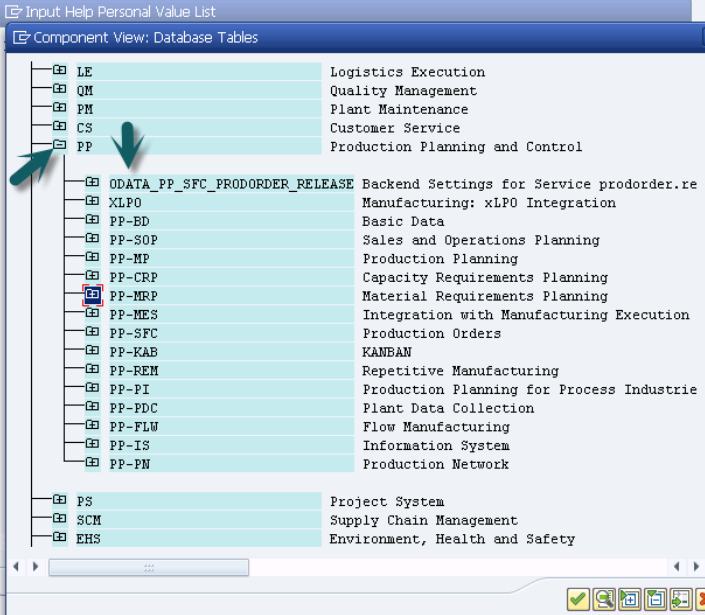 Input Help Personal Value List
Component View: Database Tables
LE Logistics Execution
QM Quality Management
PM Plant Maintenance
CS Customer Service
PP Production Planning and Control
ODATA_PP_SFC_PRODORDER_RELEASE Backend Settings for Service prodorder.re
XLPO Manufacturing: xLPO Integration
PP-BD Basic Data
PP-SOP Sales and Operations Planning
PP-MP Production Planning
PP-CRP Capacity Requirements Planning
PP-MRP Material Requirements Planning
PP-MES Integration with Manufacturing Execution
PP-SFC Production Orders
PP-KAB KANBAN
PP-REM Repetitive Manufacturing
PP-PI Production Planning for Process Industrie
PP-PDC Plant Data Collection
PP-FLW Flow Manufacturing
PP-IS Information System
PP-PN Production Network
PS Project System
SCM Supply Chain Management
EHS Environment, Health and Safety